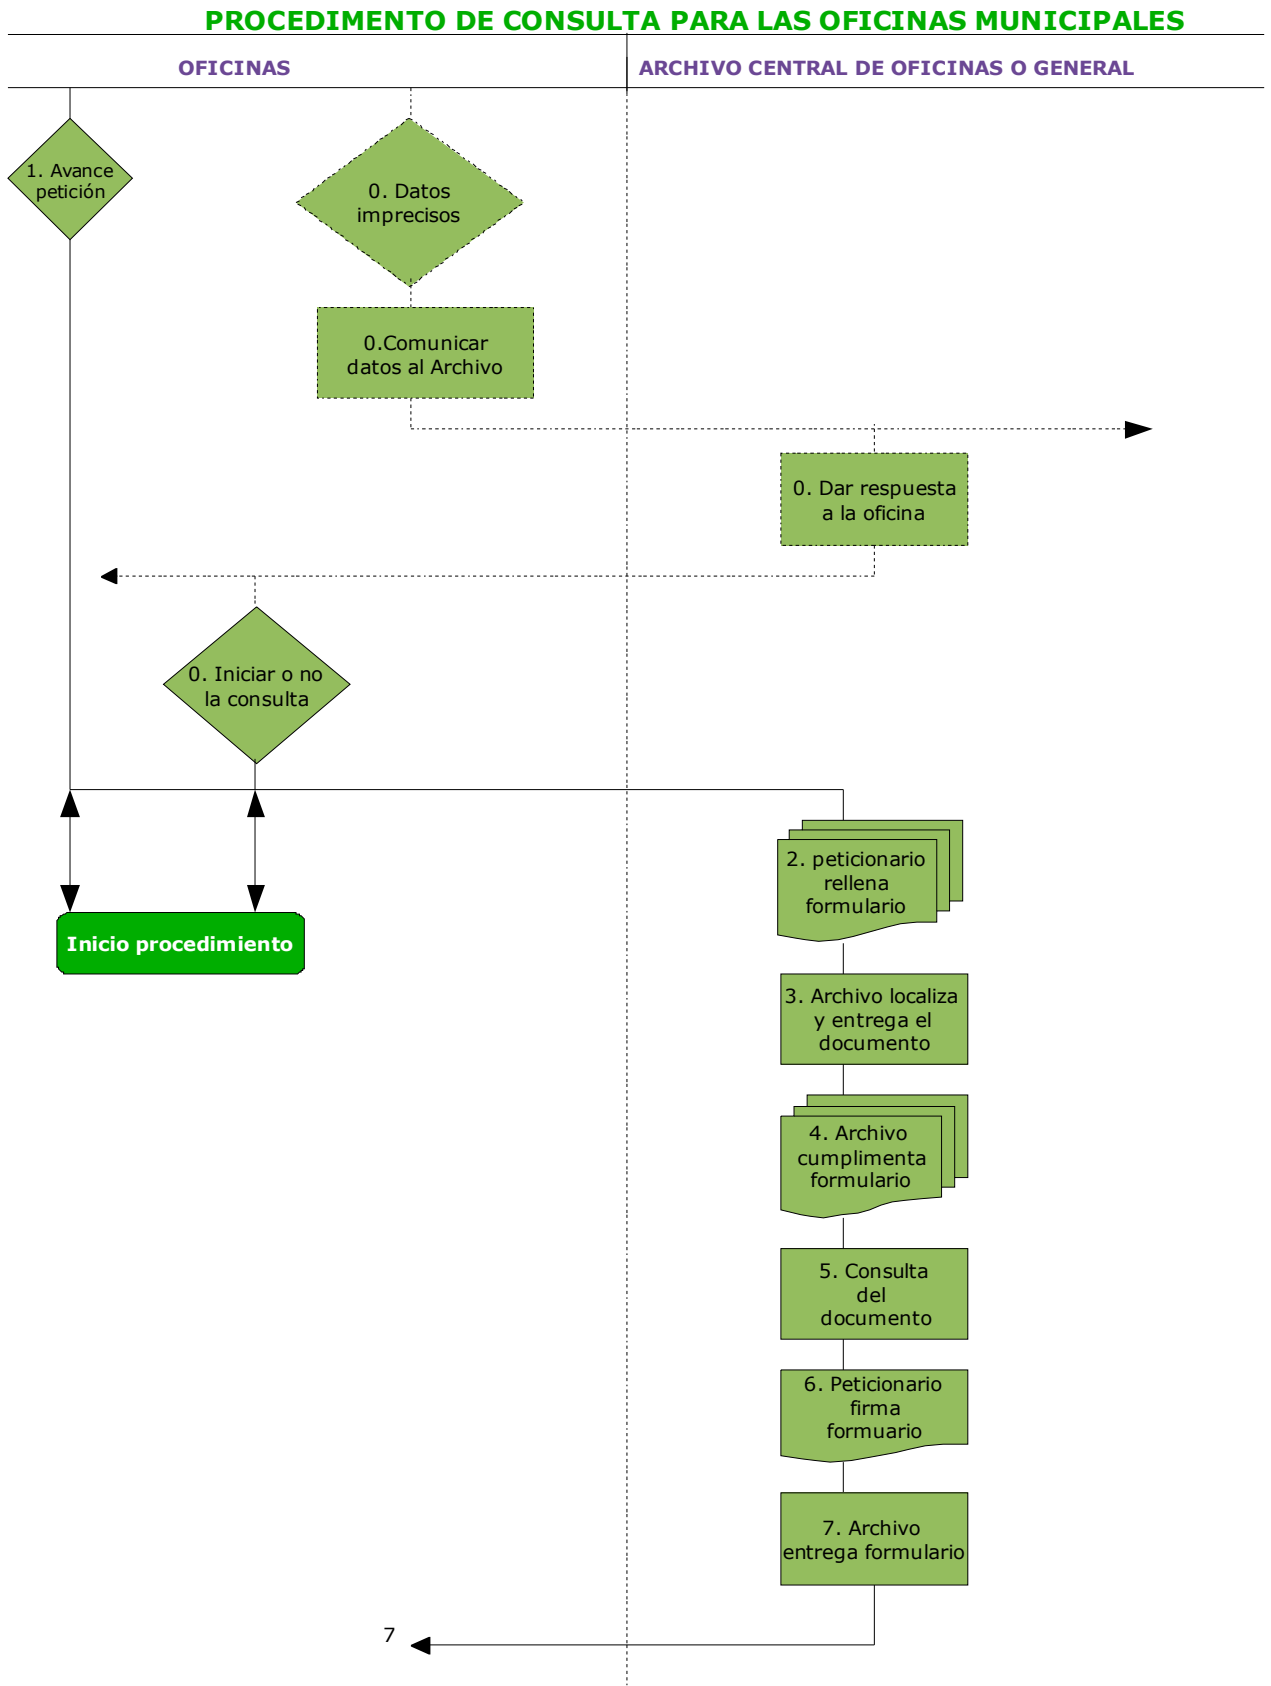 PROCEDIMENTO DE CONSULTA PARA LAS OFICINAS MUNICIPALES
OFICINAS
ARCHIVO CENTRAL DE OFICINAS O GENERAL
1. Avance
petición
0. Datos
imprecisos
0.Comunicar
datos al Archivo
0. Dar respuesta
a la oficina
0. Iniciar o no
la consulta
2. peticionario
rellena
formulario
Inicio procedimiento
3. Archivo localiza
y entrega el
documento
4. Archivo
cumplimenta
formulario
5. Consulta
del
documento
6. Peticionario
firma
formuario
7. Archivo
entrega formulario
7